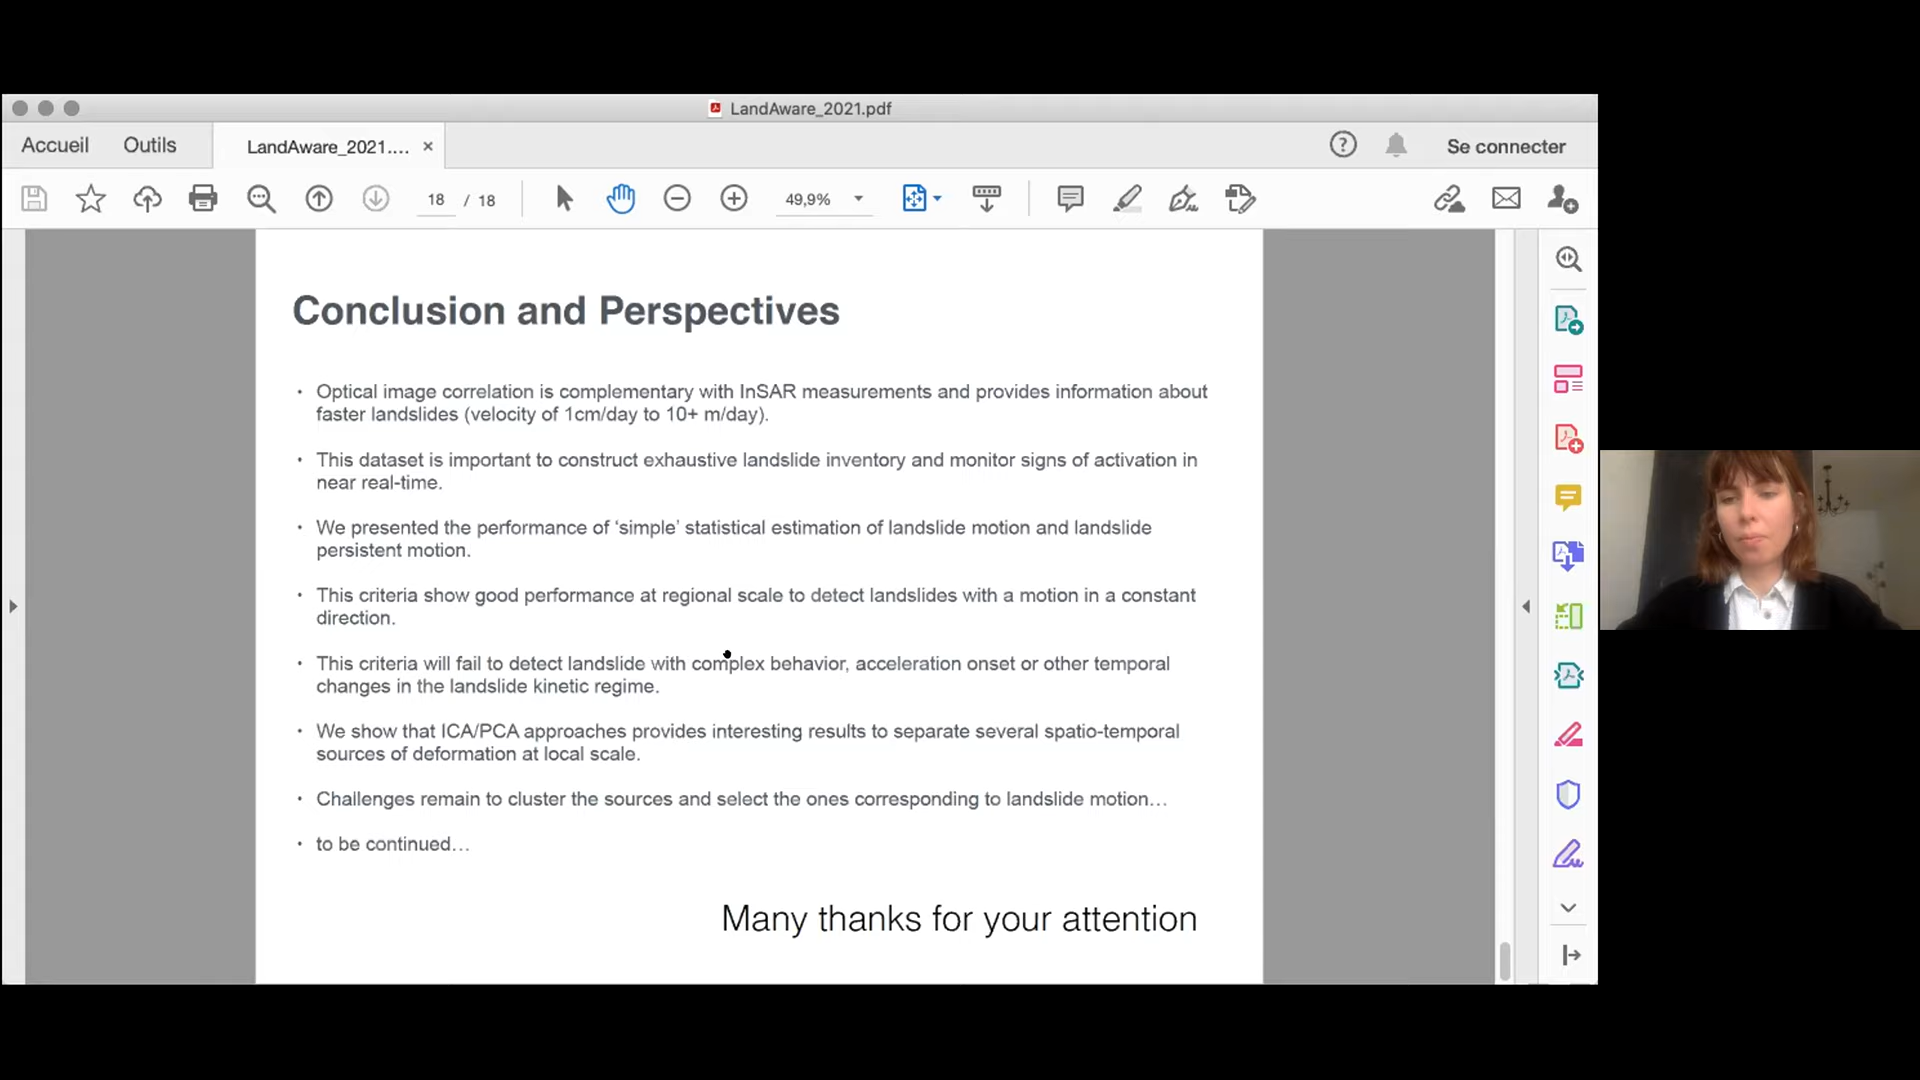 LandAware_2021.pdf
Accueil
Outils
LandAware_2021....
Se connecter
18 / 18
49,9%
Conclusion and Perspectives
• Optical image correlation is complementary with InSAR measurements and provides information about
faster landslides (velocity of 1cm/day to 10+ m/day).
• This dataset is important to construct exhaustive landslide inventory and monitor signs of activation in
near real-time.
• We presented the performance of ‘simple’ statistical estimation of landslide motion and landslide
persistent motion.
• This criteria show good performance at regional scale to detect landslides with a motion in a constant
direction.
• This criteria will fail to detect landslide with complex behavior, acceleration onset or other temporal
changes in the landslide kinetic regime.
• We show that ICA/PCA approaches provides interesting results to separate several spatio-temporal
sources of deformation at local scale.
• Challenges remain to cluster the sources and select the ones corresponding to landslide motion…
• to be continued…
Many thanks for your attention